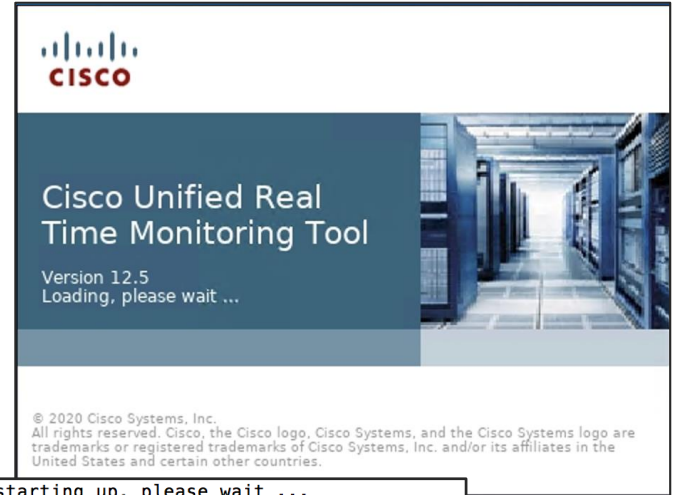 CISCO
Cisco Unified Real
Time Monitoring Tool
Version 12.5
Loading, please wait ...
© 2020 Cisco Systems, Inc.
All rights reserved. Cisco, the Cisco logo, Cisco Systems, and the Cisco Systems logo are
trademarks or registered trademarks of Cisco Systems, Inc. and/or its affiliates in the
United States and certain other countries.
starting up, please wait ...